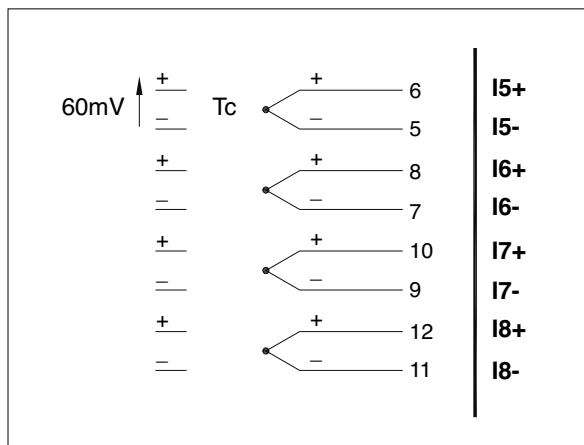 + + 6 I5+
60mV Tc
– – 5 I5-
+ + 8 I6+
– – 7 I6-
+ + 10 I7+
– – 9 I7-
+ + 12 I8+
– – 11 I8-